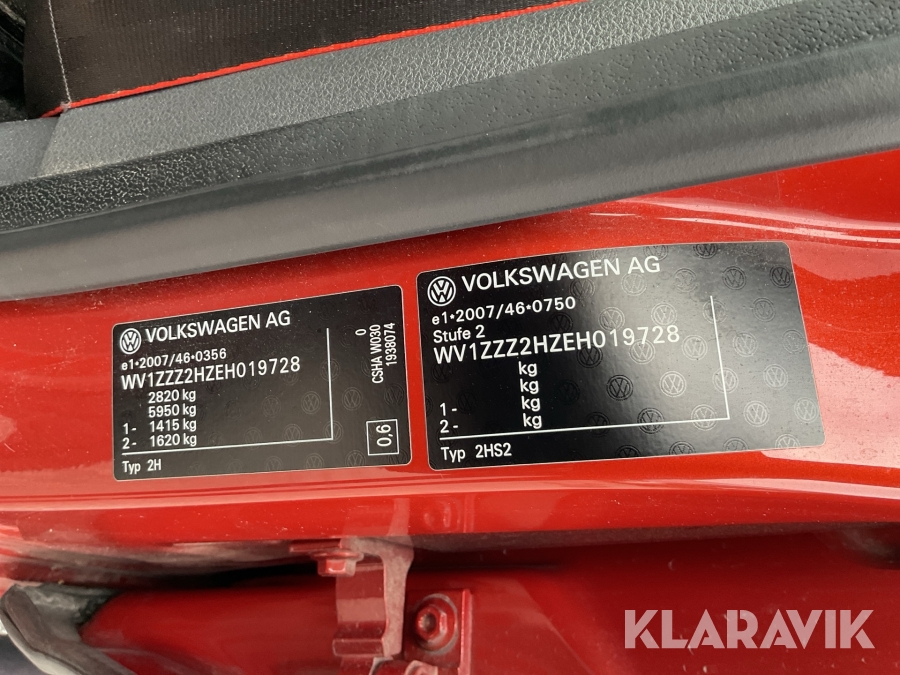 VOLKSWAGEN AG
e1*2007/46*0356
WV1ZZZ2HZEH019728
2820 kg
5950 kg
1- 1415 kg
2- 1620 kg
Typ 2H
0
CSHA W030
1938074
0,6
VOLKSWAGEN AG
e1*2007/46*0750
Stufe 2
WV1ZZZ2HZEH019728
kg
kg
1- kg
2- kg
Typ 2HS2
KLARAVIK